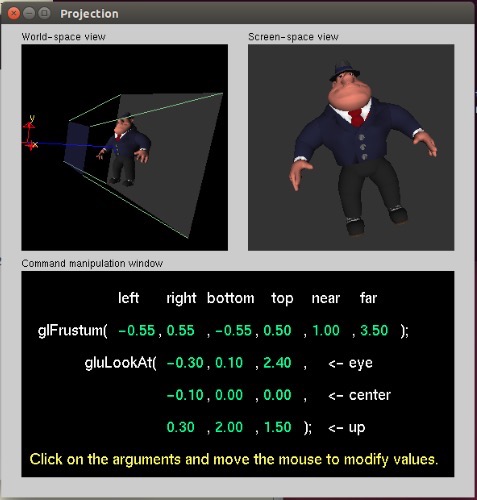 Projection
World-space view
Screen-space view
y
x
Command manipulation window
left right bottom top near far
glFrustum( -0.55 , 0.55 , -0.55 , 0.50 , 1.00 , 3.50 );
gluLookAt( -0.30 , 0.10 , 2.40 , <- eye
-0.10 , 0.00 , 0.00 , <- center
0.30 , 2.00 , 1.50 ); <- up
Click on the arguments and move the mouse to modify values.